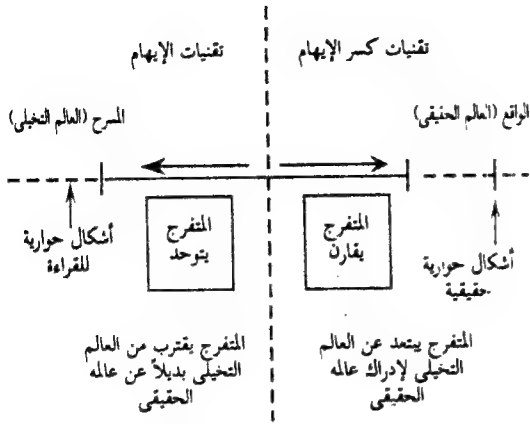 تقنيات كسر الإيهام
تقنيات الإيهام
الواقع (العالم الحقيقى)
المسرح (العالم التخيلى)
المتفرج
يقارن
المتفرج
يتوحد
أشكال حوارية
حقيقية
أشكال حوارية
للقراءة
المتفرج يبتعد عن العالم
التخيلى لإدراك عالمه
الحقيقى
المتفرج يقترب من العالم
التخيلى بديلاً عن عالمه
الحقيقى